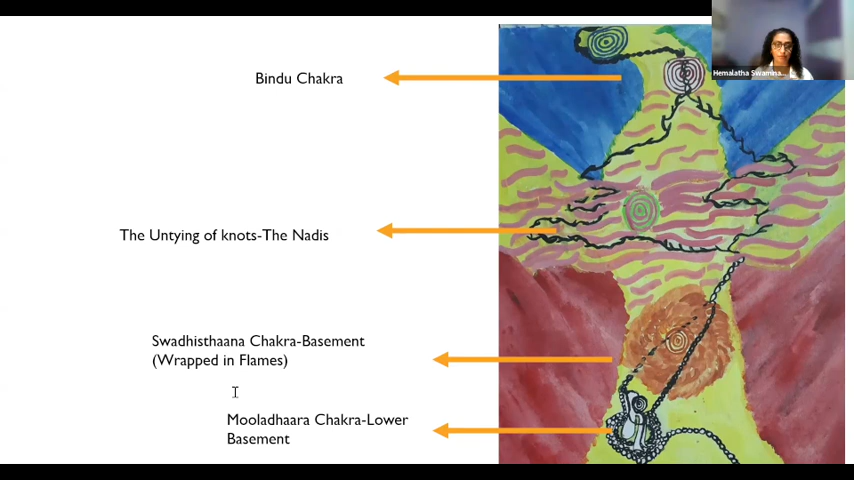 Hemalatha Swamina...
Bindu Chakra
The Untying of knots-The Nadis
Swadhisthaana Chakra-Basement
(Wrapped in Flames)
Mooladhaara Chakra-Lower
Basement